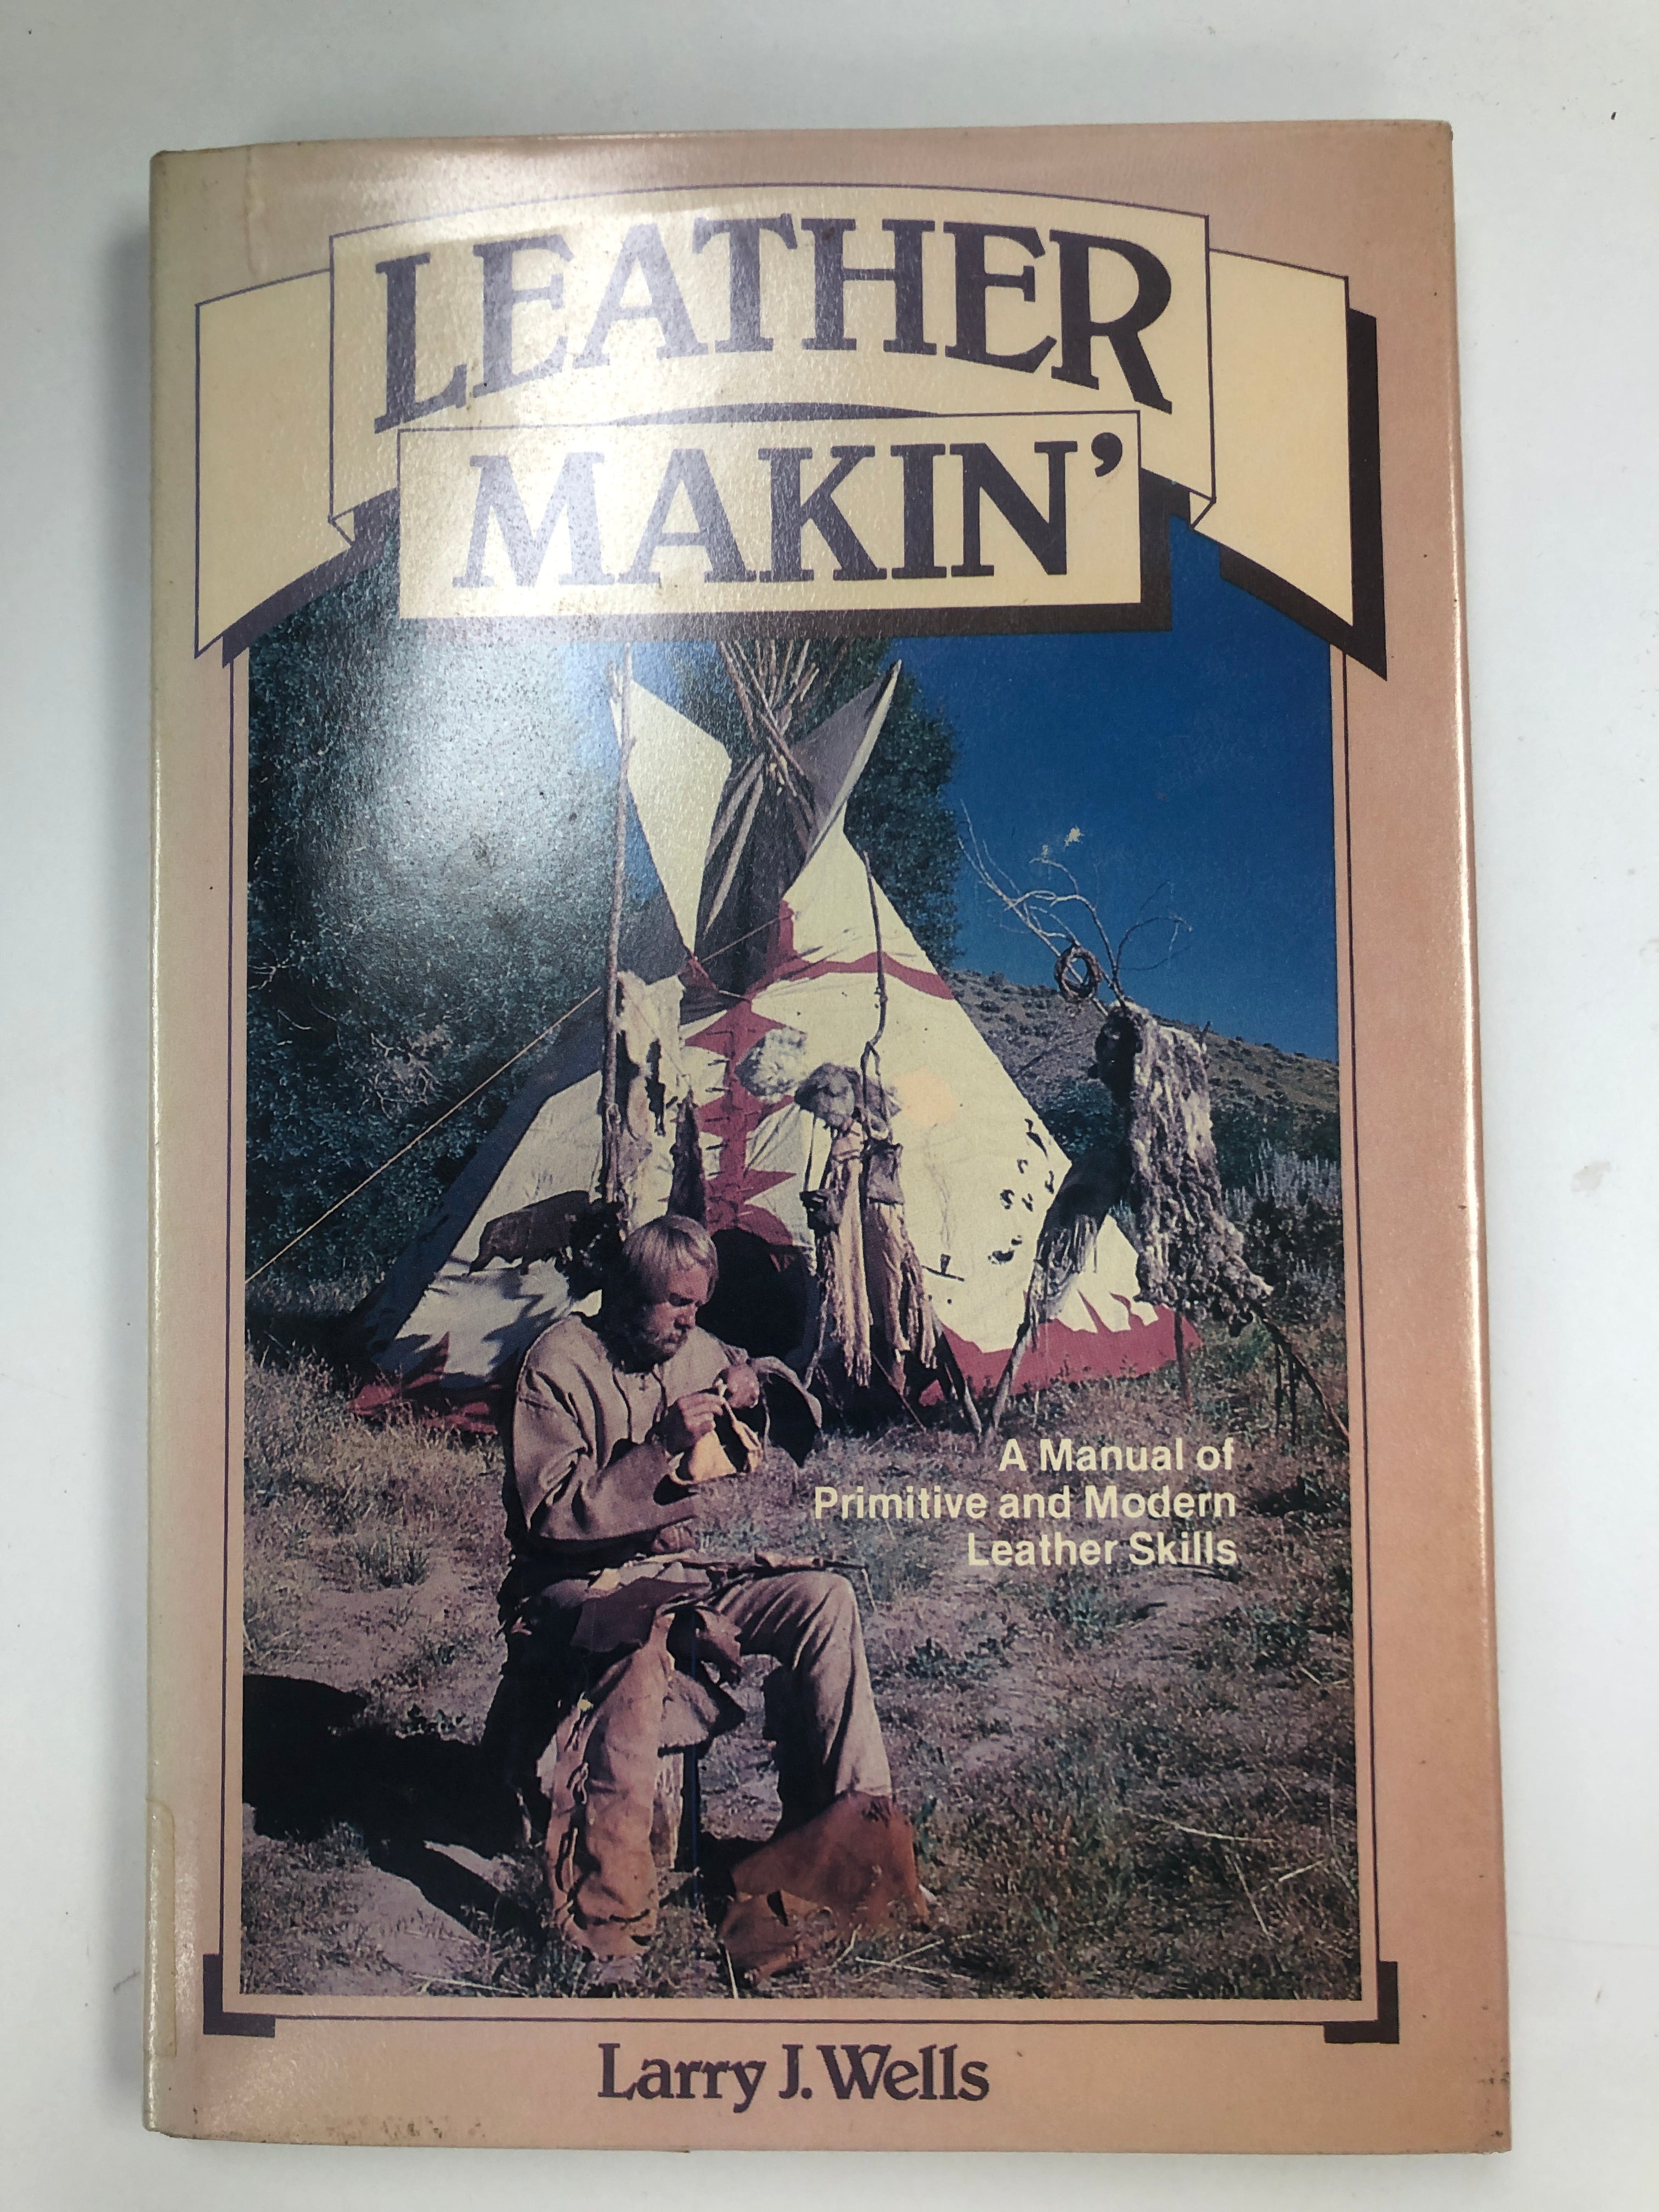 LEATHER
MAKIN'
A Manual of
Primitive and Modern
Leather Skills
Larry J. Wells